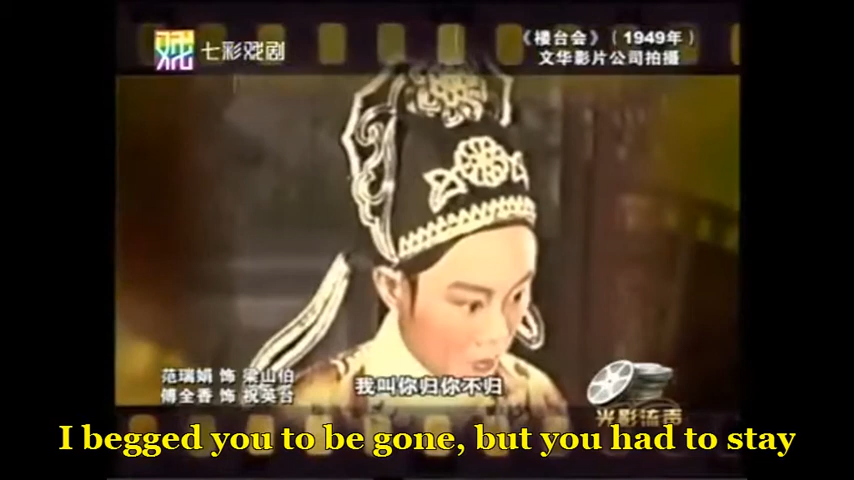 七彩戏剧
《楼台会》（1949年）
文华影片公司拍摄
范瑞娟 饰 梁山伯
傅全香 饰 祝英台
我叫你归你不归
光影流声
I begged you to be gone, but you had to stay